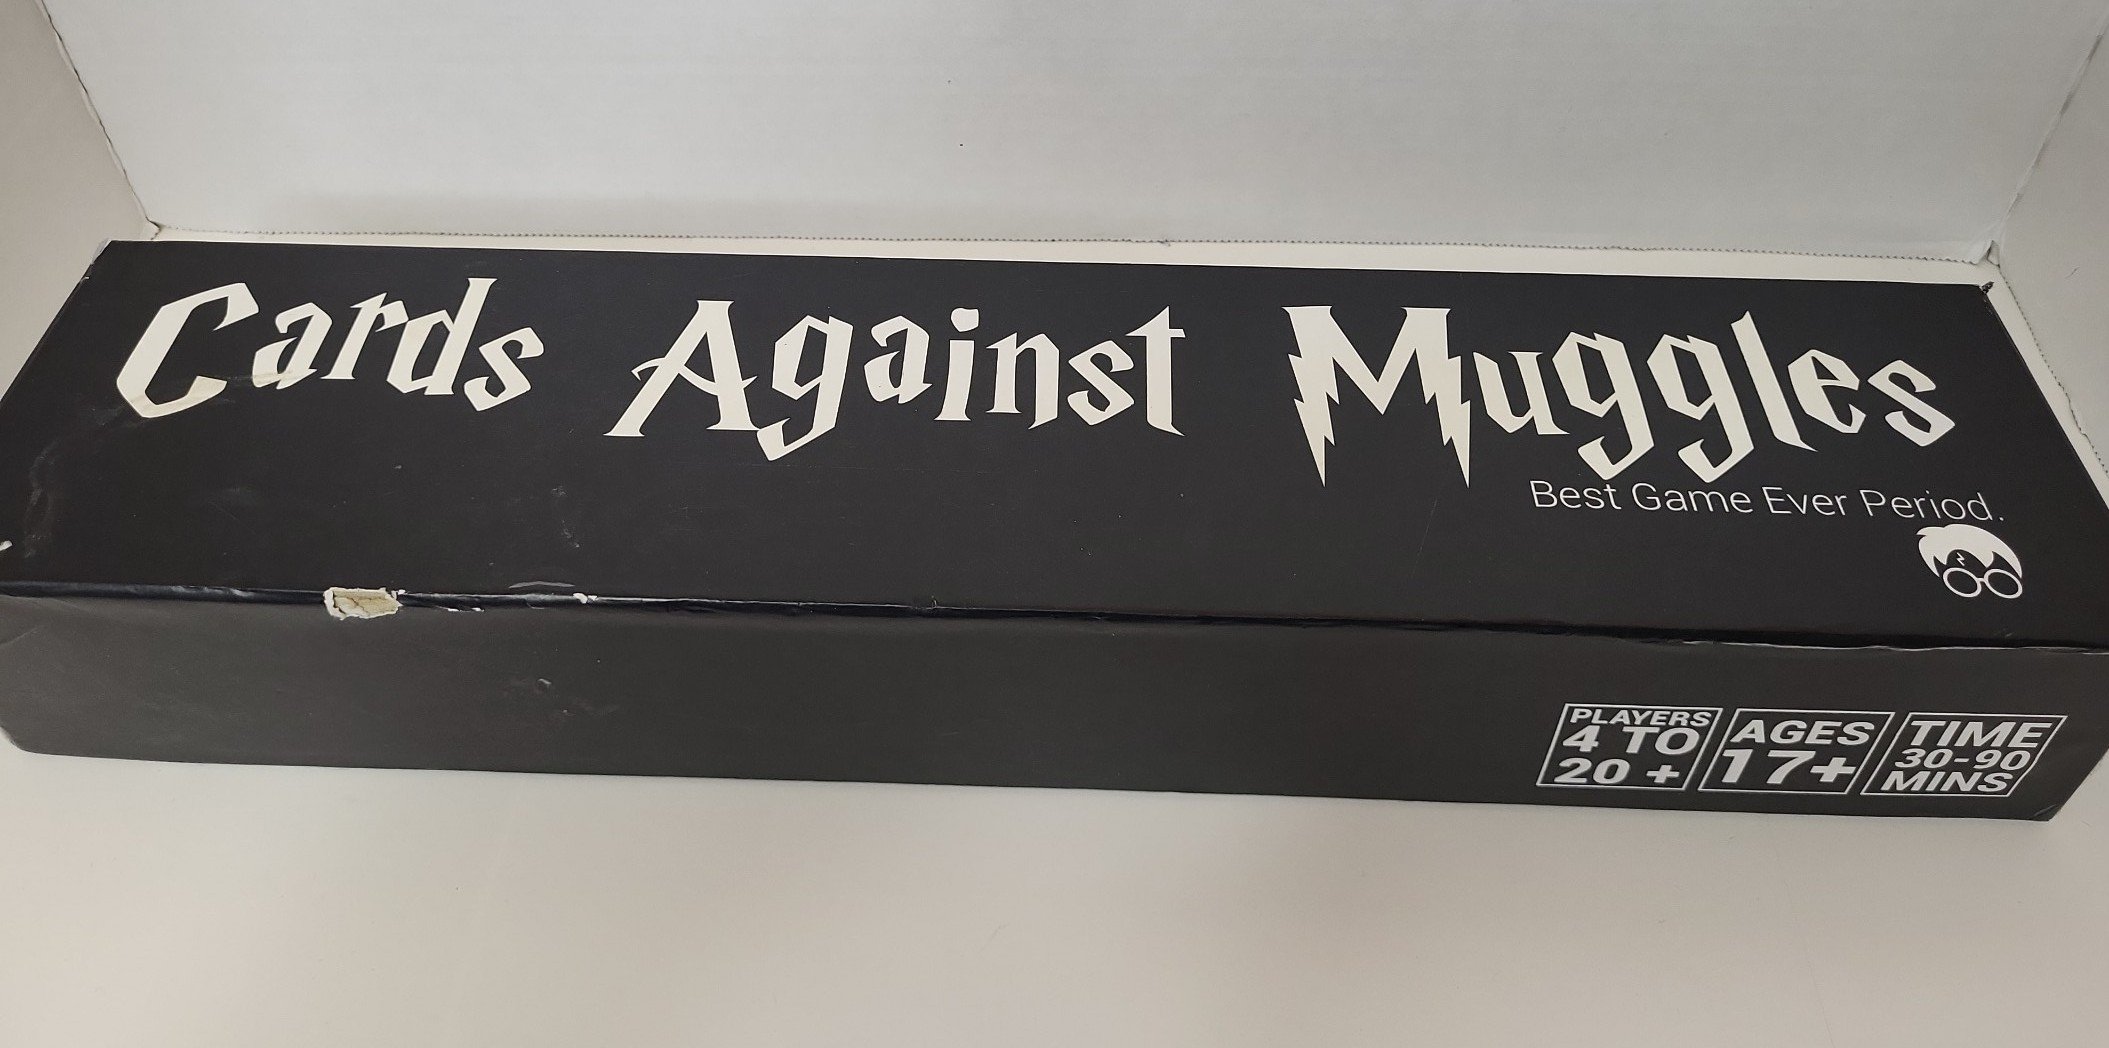 Cards Against Muggles
Best Game Ever Period.
PLAYERS
4 TO
20 +
AGES
17+
TIME
30-90
MINS